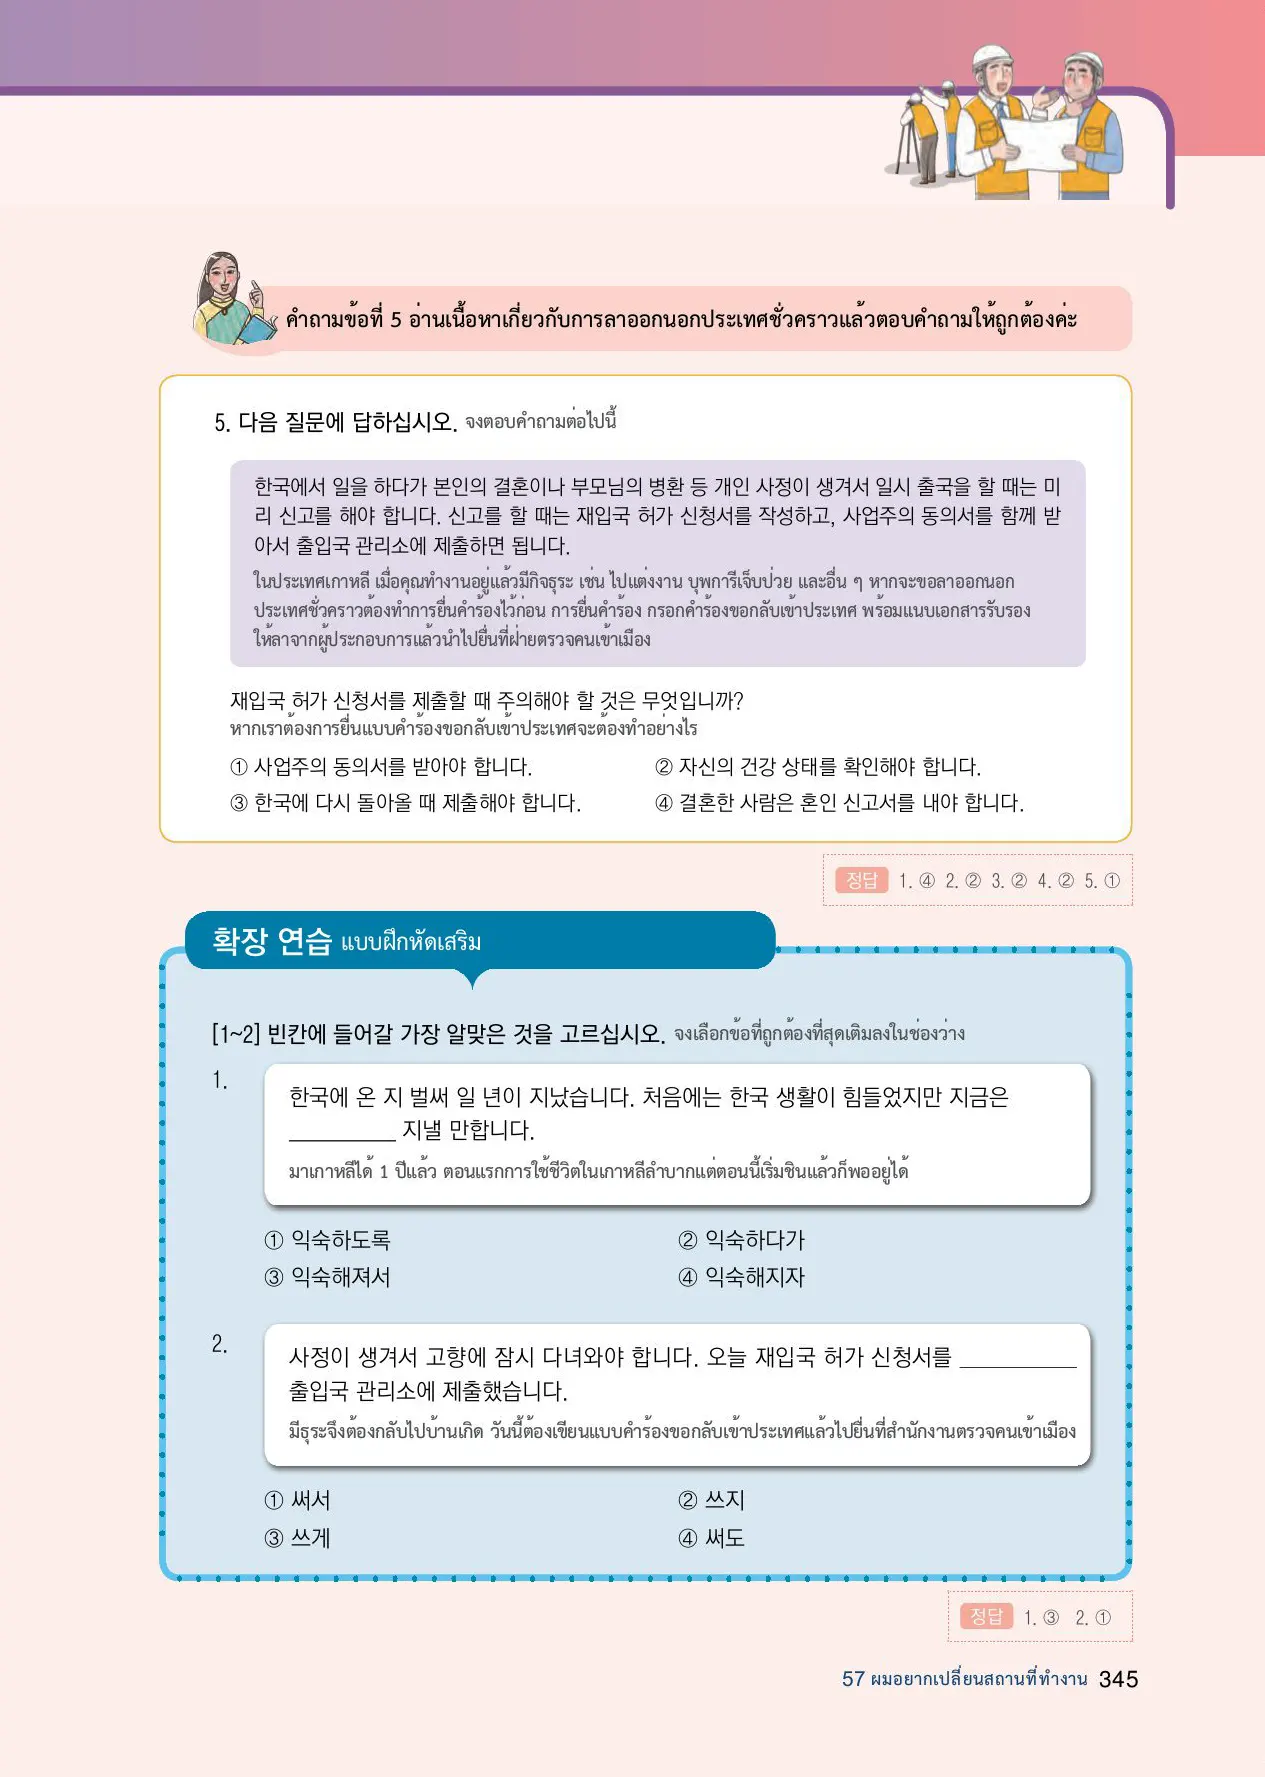 คำถามข้อที่ 5 อ่านเนื้อหาเกี่ยวกับการลาออกนอกประเทศชั่วคราวแล้วตอบคำถามให้ถูกต้องค่ะ
5. 다음 질문에 답하십시오. จงตอบคำถามต่อไปนี้
한국에서 일을 하다가 본인의 결혼이나 부모님의 병환 등 개인 사정이 생겨서 일시 출국을 할 때는 미
리 신고를 해야 합니다. 신고를 할 때는 재입국 허가 신청서를 작성하고, 사업주의 동의서를 함께 받
아서 출입국 관리소에 제출하면 됩니다.
ในประเทศเกาหลี เมื่อคุณทำงานอยู่แล้วมีกิจธุระ เช่น ไปแต่งงาน บุพการีเจ็บป่วย และอื่น ๆ หากจะขอลาออกนอก
ประเทศชั่วคราวต้องทำการยื่นคำร้องไว้ก่อน การยื่นคำร้อง กรอกคำร้องขอกลับเข้าประเทศ พร้อมแนบเอกสารรับรอง
ให้ลาจากผู้ประกอบการแล้วนำไปยื่นที่ฝ่ายตรวจคนเข้าเมือง
재입국 허가 신청서를 제출할 때 주의해야 할 것은 무엇입니까?
หากเราต้องการยื่นแบบคำร้องขอกลับเข้าประเทศจะต้องทำอย่างไร
① 사업주의 동의서를 받아야 합니다. ② 자신의 건강 상태를 확인해야 합니다.
③ 한국에 다시 돌아올 때 제출해야 합니다. ④ 결혼한 사람은 혼인 신고서를 내야 합니다.
정답 1. ④ 2. ② 3. ② 4. ② 5. ①
확장 연습 แบบฝึกหัดเสริม
[1~2] 빈칸에 들어갈 가장 알맞은 것을 고르십시오. จงเลือกข้อที่ถูกต้องที่สุดเติมลงในช่องว่าง
1.
한국에 온 지 벌써 일 년이 지났습니다. 처음에는 한국 생활이 힘들었지만 지금은
_________ 지낼 만합니다.
มาเกาหลีได้ 1 ปีแล้ว ตอนแรกการใช้ชีวิตในเกาหลีลำบากแต่ตอนนี้เริ่มชินแล้วก็พออยู่ได้
① 익숙하도록 ② 익숙하다가
③ 익숙해져서 ④ 익숙해지자
2.
사정이 생겨서 고향에 잠시 다녀와야 합니다. 오늘 재입국 허가 신청서를 __________
출입국 관리소에 제출했습니다.
มีธุระจึงต้องกลับไปบ้านเกิด วันนี้ต้องเขียนแบบคำร้องขอกลับเข้าประเทศแล้วไปยื่นที่สำนักงานตรวจคนเข้าเมือง
① 써서 ② 쓰지
③ 쓰게 ④ 써도
정답 1. ③ 2. ①
57 ผมอยากเปลี่ยนสถานที่ทำงาน 345